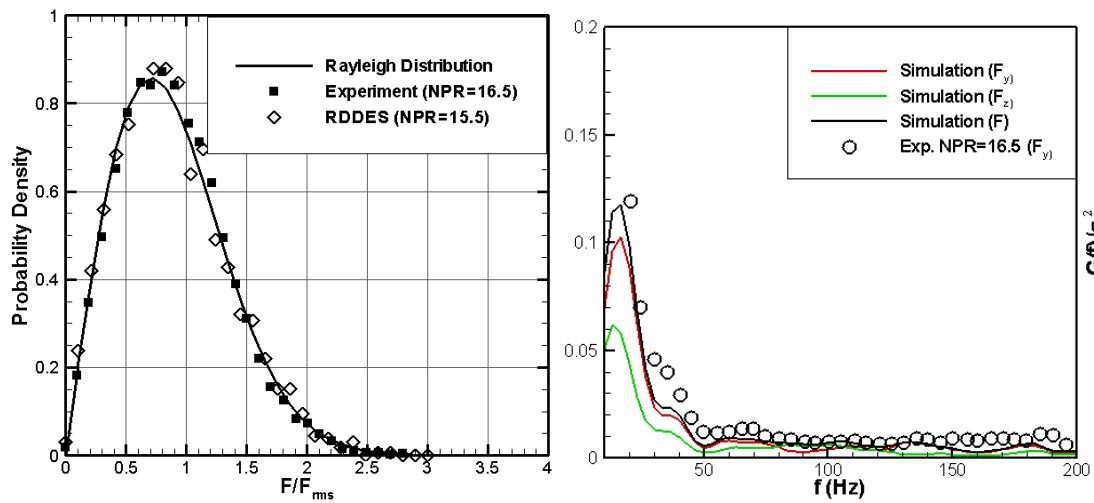 Probability Density
1
0.8
0.6
0.4
0.2
0
Rayleigh Distribution
Experiment (NPR=16.5)
RDDES (NPR=15.5)
0 0.5 1 1.5 2 2.5 3 3.5 4
F/Frms
0.2
0.15
0.1
0.05
0
Simulation (Fy)
Simulation (Fz)
Simulation (F)
Exp. NPR=16.5 (Fy)
50 100 150 200
f (Hz)